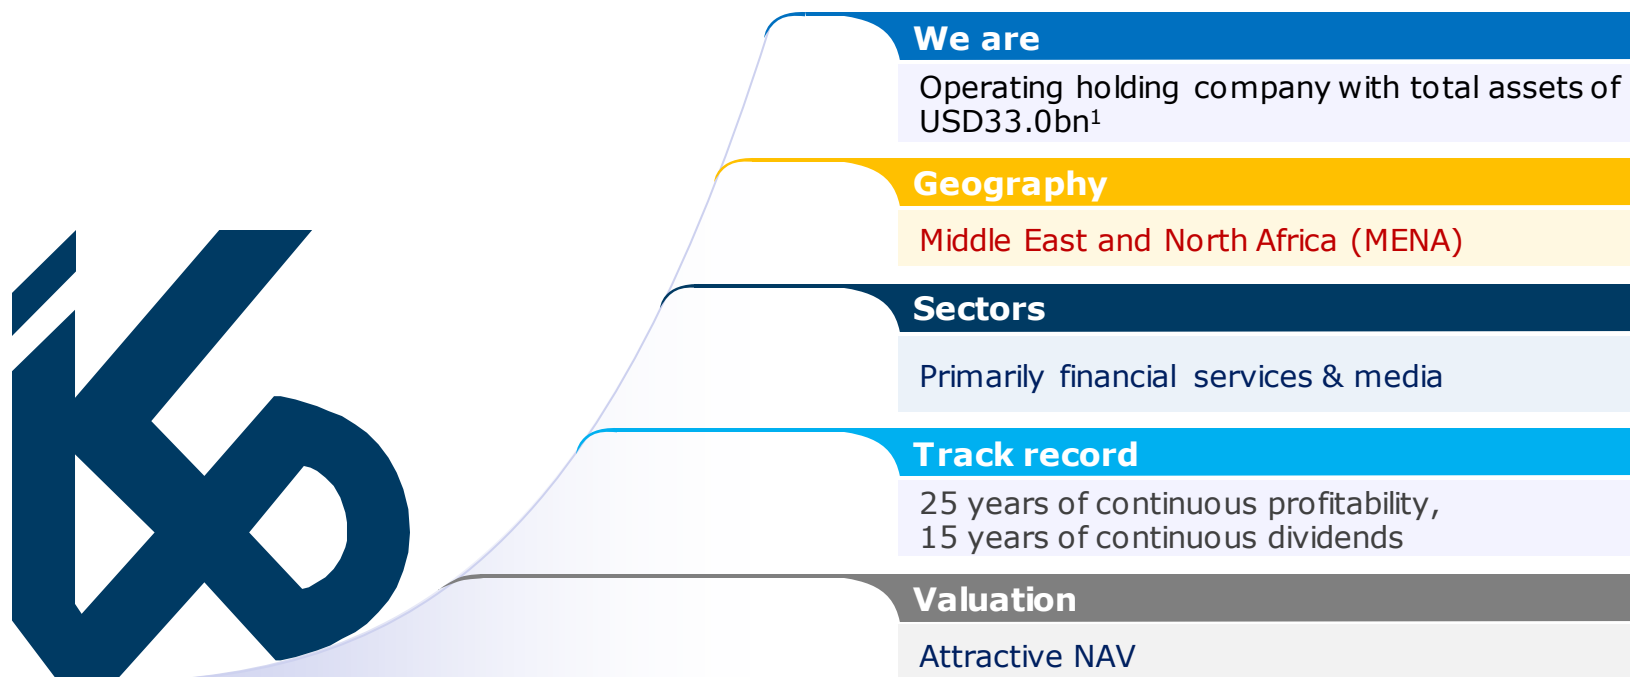 We are
Operating holding company with total assets of
USD33.0bn¹
Geography
Middle East and North Africa (MENA)
Sectors
Primarily financial services & media
Track record
25 years of continuous profitability,
15 years of continuous dividends
Valuation
Attractive NAV